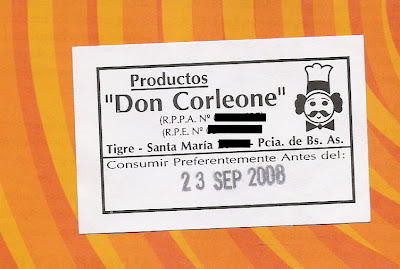 Productos
"Don Corleone"
(R.P.P.A. Nº
(R.P.E. Nº
Tigre - Santa María - Pcia. de Bs. As.
Consumir Preferentemente Antes del:
23 SEP 2008